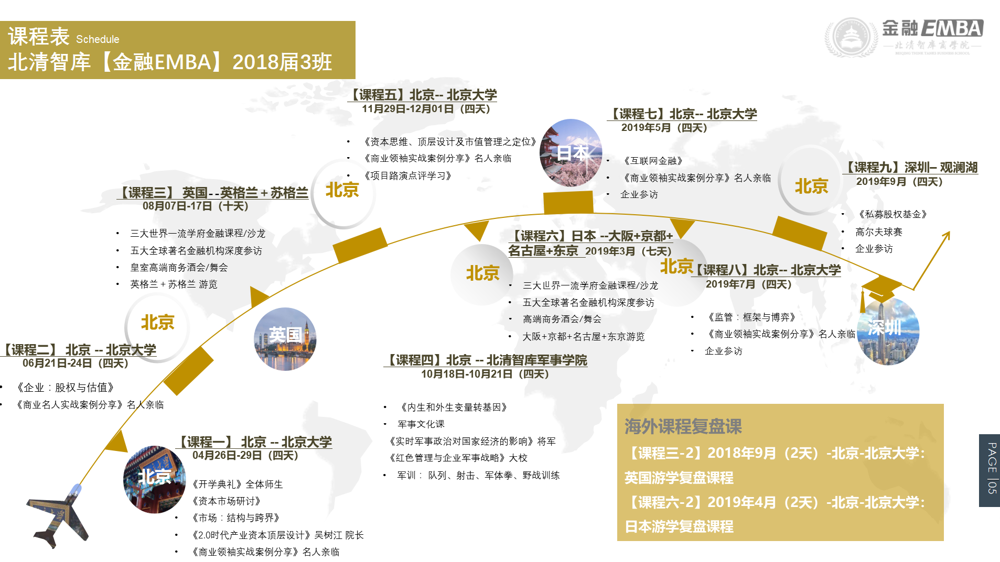 课程表 Schedule
北清智库【金融EMBA】2018届3班
金融EMBA
北清智库商学院
BEIJING THINK TANKS BUSINESS SCHOOL
【课程五】北京-- 北京大学
11月29日-12月01日（四天）
• 《资本思维、顶层设计及市值管理之定位》
• 《商业领袖实战案例分享》名人亲临
• 《项目路演点评学习》
日本
【课程七】北京-- 北京大学
2019年5月（四天）
• 《互联网金融》
• 《商业领袖实战案例分享》名人亲临
• 企业参访
北京
【课程九】深圳– 观澜湖
2019年9月（四天）
• 《私募股权基金》
• 高尔夫球赛
• 企业参访
【课程三】 英国--英格兰＋苏格兰
08月07日-17日（十天）
• 三大世界一流学府金融课程/沙龙
• 五大全球著名金融机构深度参访
• 皇室高端商务酒会/舞会
• 英格兰＋苏格兰 游览
北京
北京
【课程六】日本 --大阪+京都+
名古屋+东京 2019年3月（七天）
• 三大世界一流学府金融课程/沙龙
• 五大全球著名金融机构深度参访
• 高端商务酒会/舞会
• 大阪+京都+名古屋+东京游览
北京
【课程八】北京-- 北京大学
2019年7月（四天）
• 《监管：框架与博弈》
• 《商业领袖实战案例分享》名人亲临
• 企业参访
深圳
北京
英国
【课程二】 北京 -- 北京大学
06月21日-24日（四天）
• 《企业：股权与估值》
• 《商业名人实战案例分享》名人亲临
【课程四】北京 -- 北清智库军事学院
10月18日-10月21日（四天）
• 《内生和外生变量转基因》
• 军事文化课
《实时军事政治对国家经济的影响》将军
《红色管理与企业军事战略》大校
• 军训： 队列、射击、军体拳、野战训练
北京
【课程一】 北京 -- 北京大学
04月26日-29日（四天）
《开学典礼》全体师生
《资本市场研讨》
• 《市场：结构与跨界》
• 《2.0时代产业资本顶层设计》吴树江 院长
• 《商业领袖实战案例分享》名人亲临
海外课程复盘课
【课程三-2】2018年9月（2天）-北京-北京大学：
英国游学复盘课程
【课程六-2】2019年4月（2天）-北京-北京大学：
日本游学复盘课程
PAGE |05